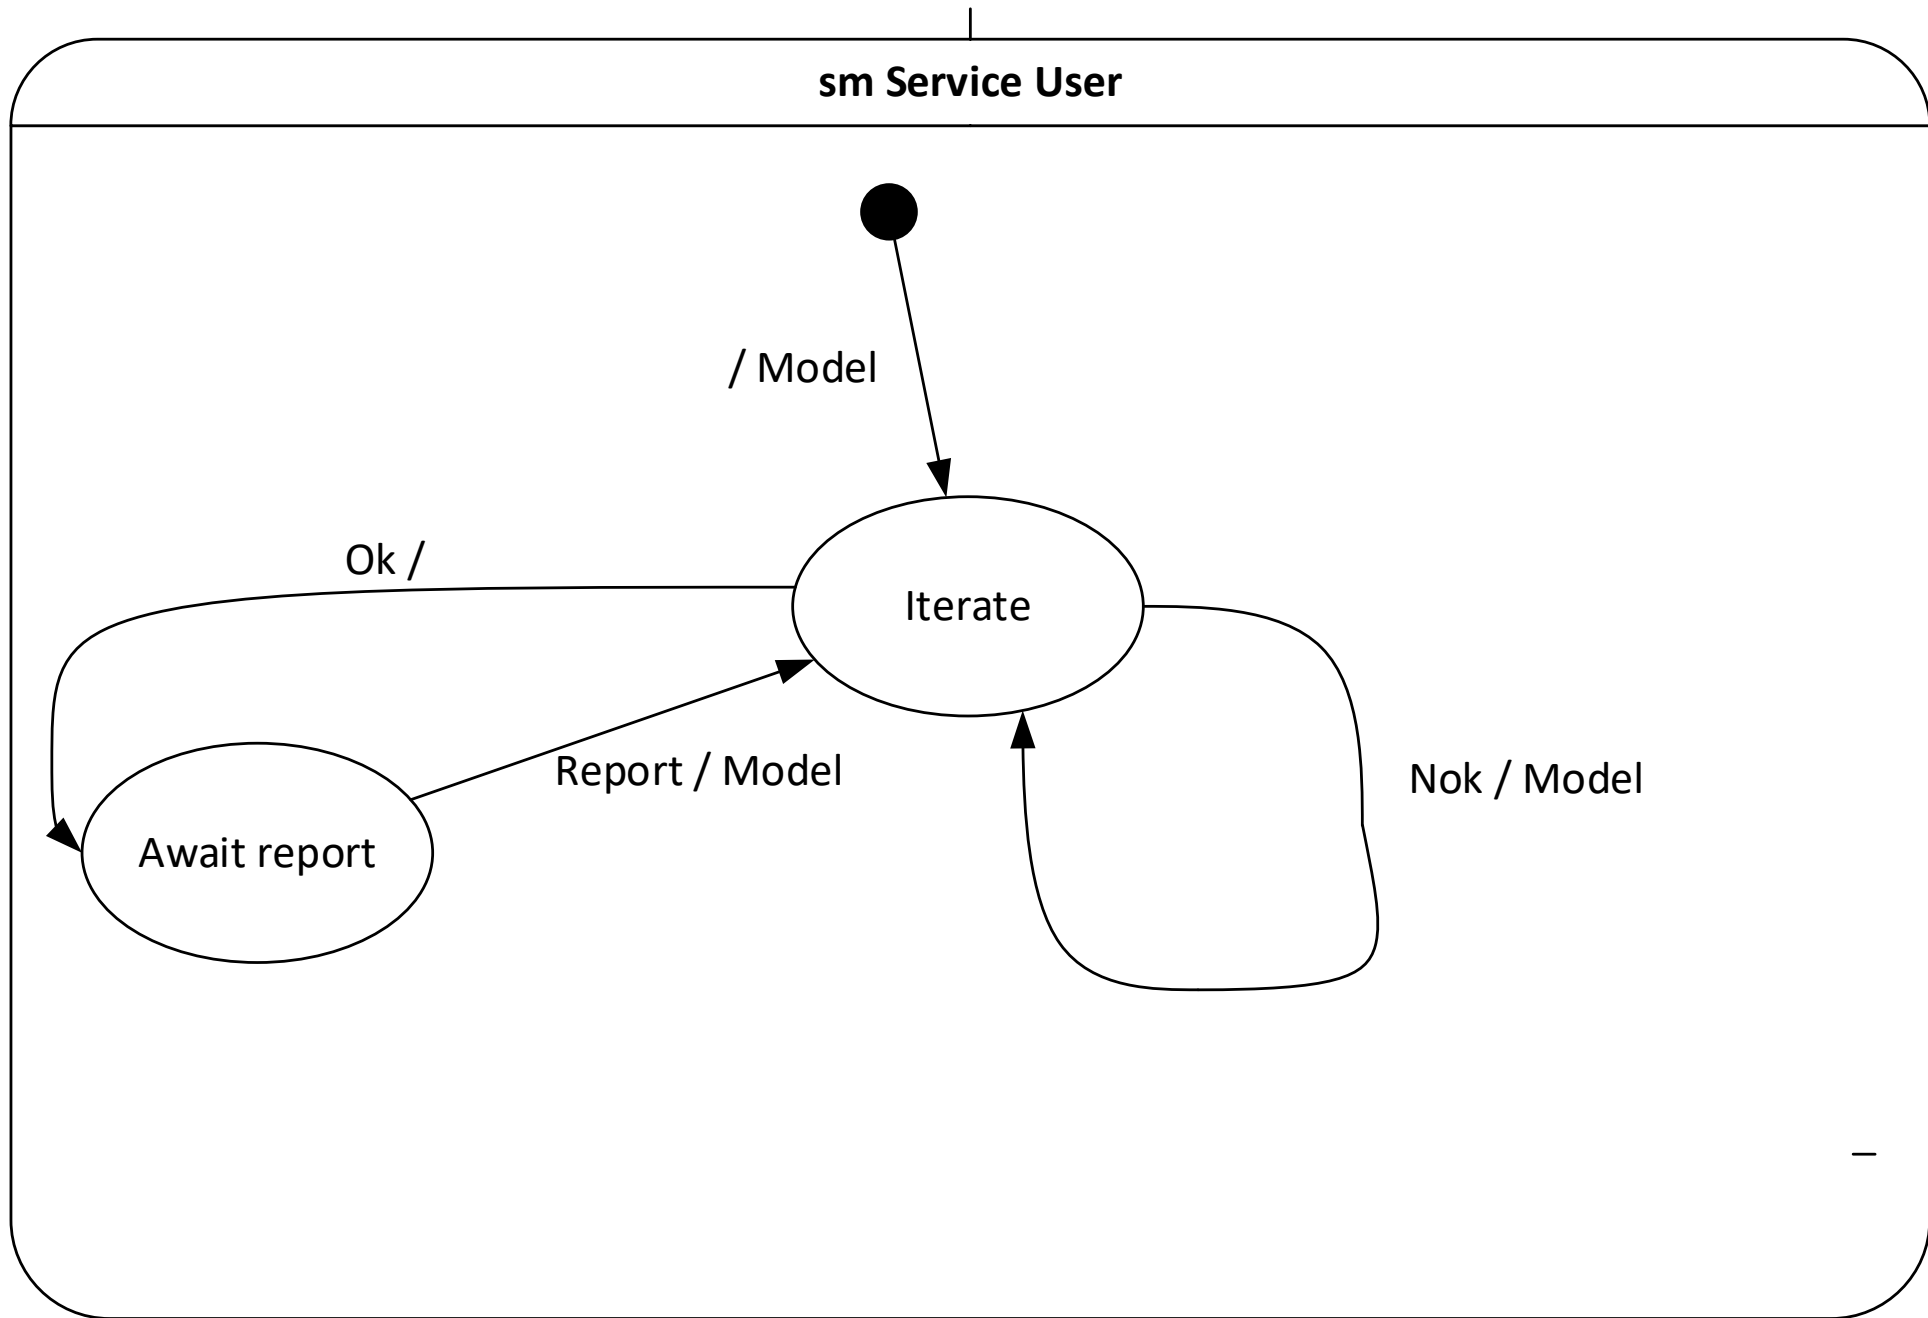 sm Service User
/ Model
Ok /
Iterate
Report / Model
Nok / Model
Await report